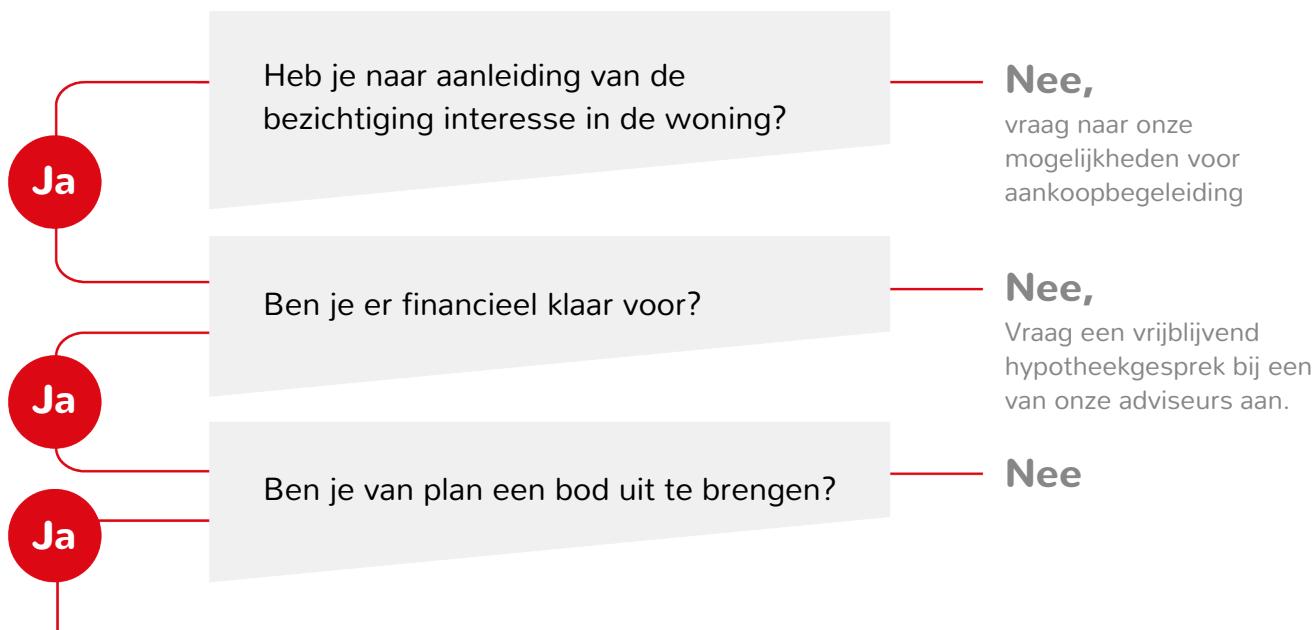 Heb je naar aanleiding van de
bezichtiging interesse in de woning?
Nee,
vraag naar onze
mogelijkheden voor
aankoopbegeleiding
Ja
Ben je er financieel klaar voor?
Nee,
Vraag een vrijblijvend
hypotheekgesprek bij een
van onze adviseurs aan.
Ja
Ben je van plan een bod uit te brengen?
Nee
Ja